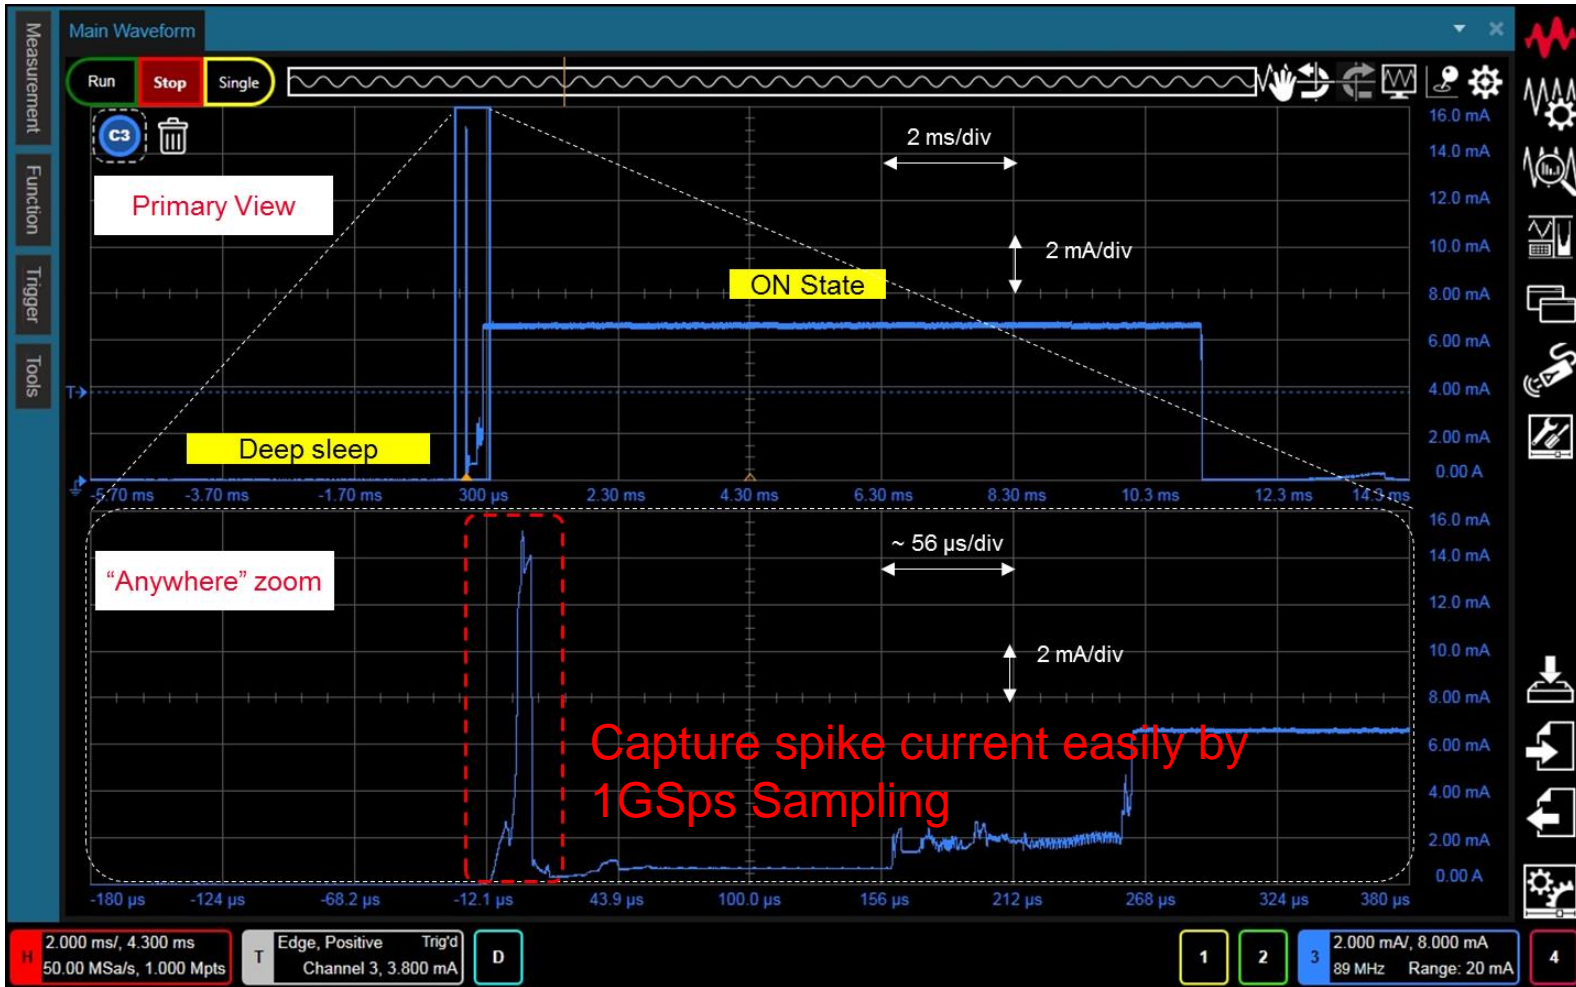 Main Waveform
Measurement
Function
Trigger
Tools
Run
Stop
Single
C3
Primary View
2 ms/div
2 mA/div
ON State
Deep sleep
T
16.0 mA
14.0 mA
12.0 mA
10.0 mA
8.00 mA
6.00 mA
4.00 mA
2.00 mA
0.00 A
-5.70 ms -3.70 ms -1.70 ms 300 µs 2.30 ms 4.30 ms 6.30 ms 8.30 ms 10.3 ms 12.3 ms 14.3 ms
"Anywhere" zoom
~ 56 µs/div
2 mA/div
Capture spike current easily by
1GSps Sampling
16.0 mA
14.0 mA
12.0 mA
10.0 mA
8.00 mA
6.00 mA
4.00 mA
2.00 mA
0.00 A
-180 µs -124 µs -68.2 µs -12.1 µs 43.9 µs 100.0 µs 156 µs 212 µs 268 µs 324 µs 380 µs
H
2.000 ms/, 4.300 ms
50.00 MSa/s, 1.000 Mpts
T
Edge, Positive Trig'd
Channel 3, 3.800 mA
D
1
2
3
2.000 mA/, 8.000 mA
89 MHz Range: 20 mA
4